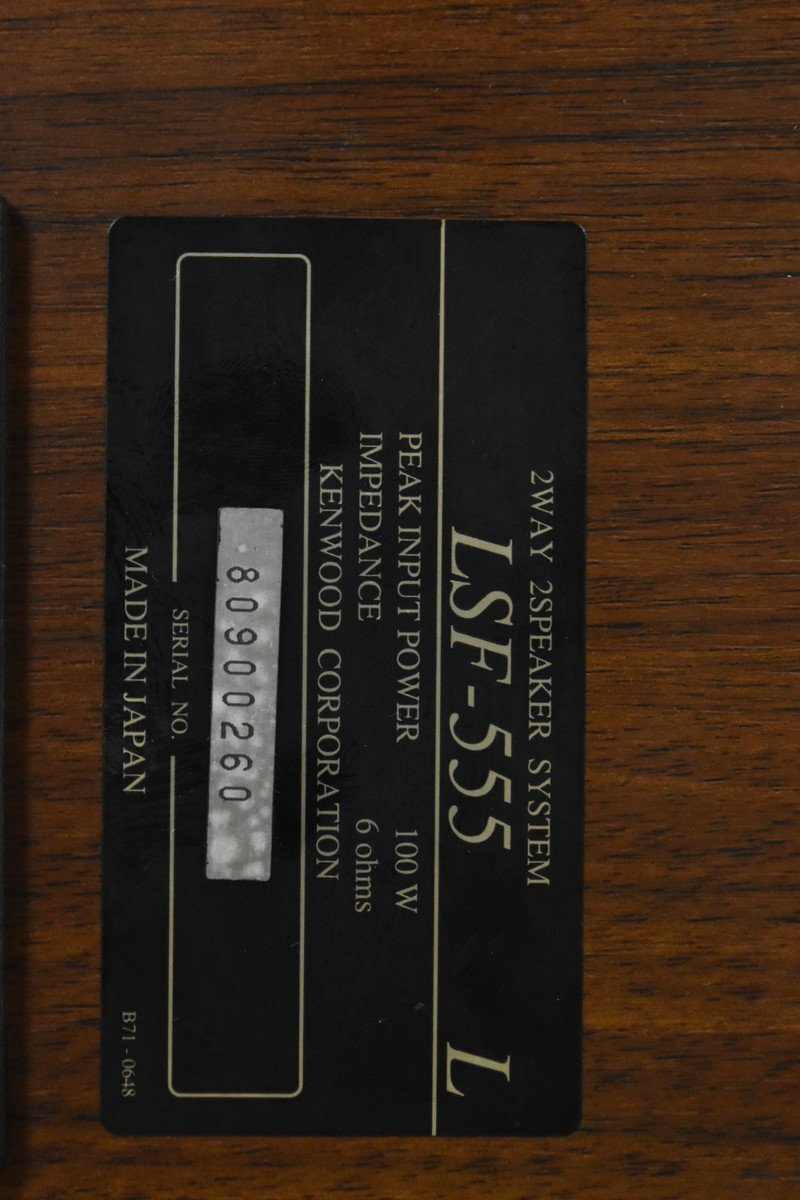 2WAY 2SPEAKER SYSTEM
LSF-555 L
PEAK INPUT POWER 100 W
IMPEDANCE 6 ohms
KENWOOD CORPORATION
80900260
SERIAL NO.
MADE IN JAPAN
B71-0648